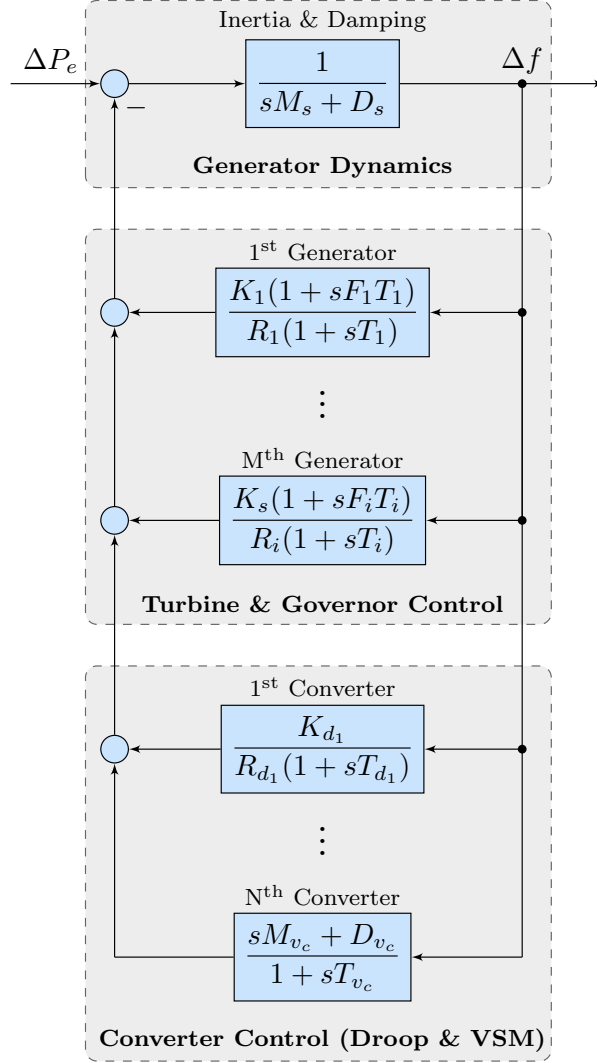 Inertia & Damping
ΔP_e
1
sM_s + D_s
Δf
−
Generator Dynamics
1^st Generator
K_1(1 + sF_1T_1)
R_1(1 + sT_1)
⋮
M^th Generator
K_s(1 + sF_iT_i)
R_i(1 + sT_i)
Turbine & Governor Control
1^st Converter
K_{d_1}
R_{d_1}(1 + sT_{d_1})
⋮
N^th Converter
sM_{v_c} + D_{v_c}
1 + sT_{v_c}
Converter Control (Droop & VSM)